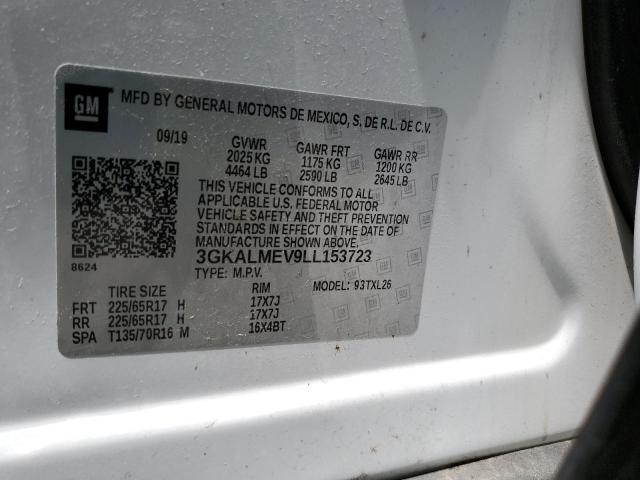 GM MFD BY GENERAL MOTORS DE MEXICO, S. DE R.L. DE C.V.
09/19 GVWR GAWR FRT GAWR RR
2025 KG 1175 KG 1200 KG
4464 LB 2590 LB 2645 LB
THIS VEHICLE CONFORMS TO ALL
APPLICABLE U.S. FEDERAL MOTOR
VEHICLE SAFETY AND THEFT PREVENTION
STANDARDS IN EFFECT ON THE DATE OF
MANUFACTURE SHOWN ABOVE.
8624 3GKALMEV9LL153723
TYPE: M.P.V. MODEL: 93TXL26
TIRE SIZE RIM
FRT 225/65R17 H 17X7J
RR 225/65R17 H 17X7J
SPA T135/70R16 M 16X4BT